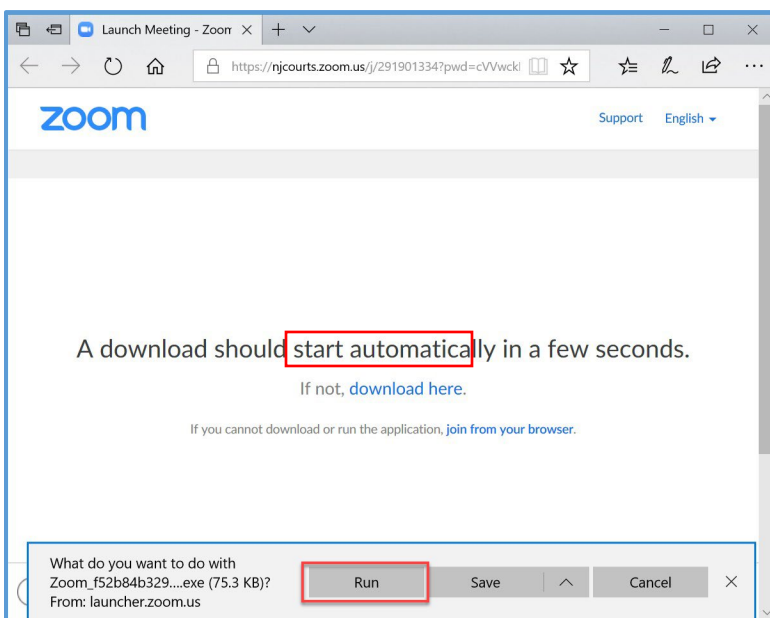 Launch Meeting - Zoom
https://njcourts.zoom.us/j/291901334?pwd=cVVwckl
zoom
Support English
A download should start automatically in a few seconds.
If not, download here.
If you cannot download or run the application, join from your browser.
What do you want to do with
Zoom_f52b84b329....exe (75.3 KB)?
From: launcher.zoom.us
Run Save Cancel